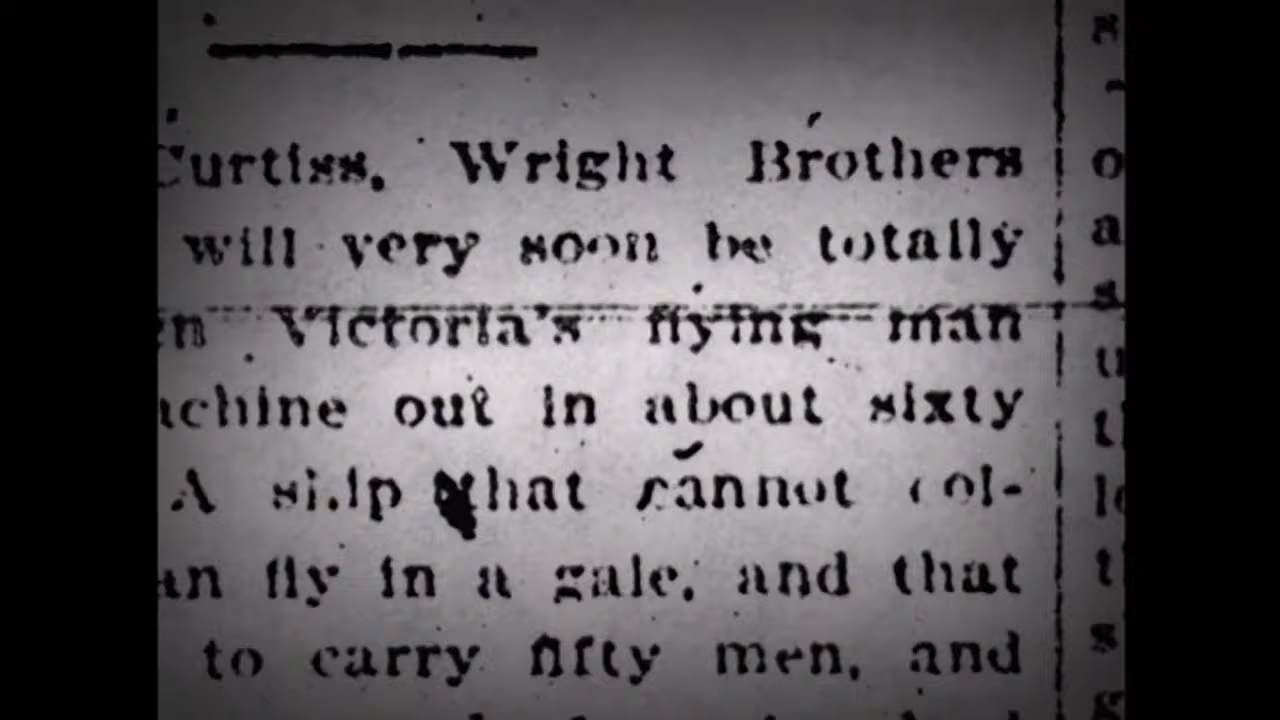 Curtiss, Wright Brothers
will very soon be totally
en Victoria's flying man
achine out in about sixty
A ship that cannot col-
an fly in a gale, and that
to carry fifty men, and